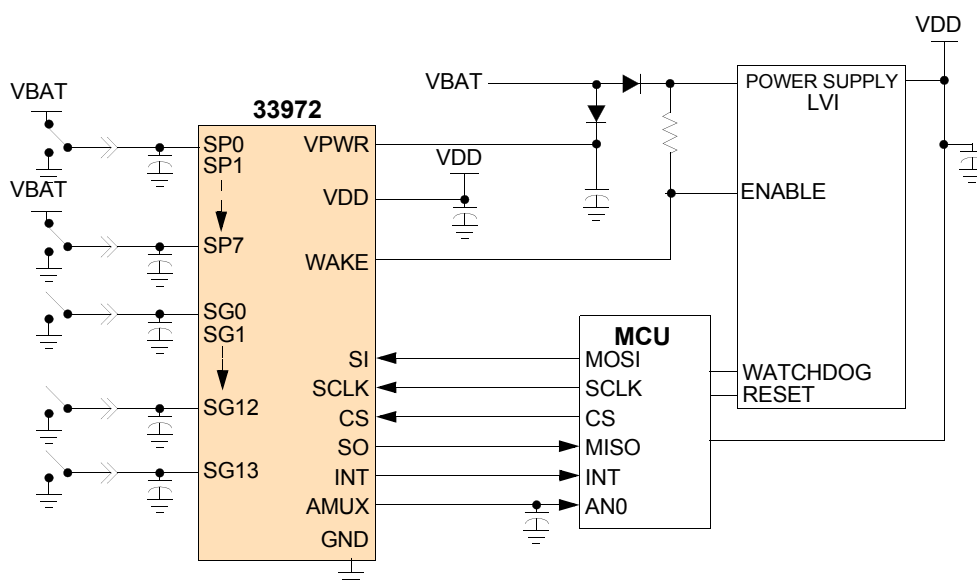 VDD
VBAT
POWER SUPPLY
LVI
VBAT
33972
SP0
SP1
VPWR
VDD
VDD
ENABLE
VBAT
SP7
WAKE
SG0
SG1
MCU
SI
MOSI
WATCHDOG
SCLK
SCLK
RESET
SG12
CS
CS
SO
MISO
SG13
INT
INT
AMUX
AN0
GND